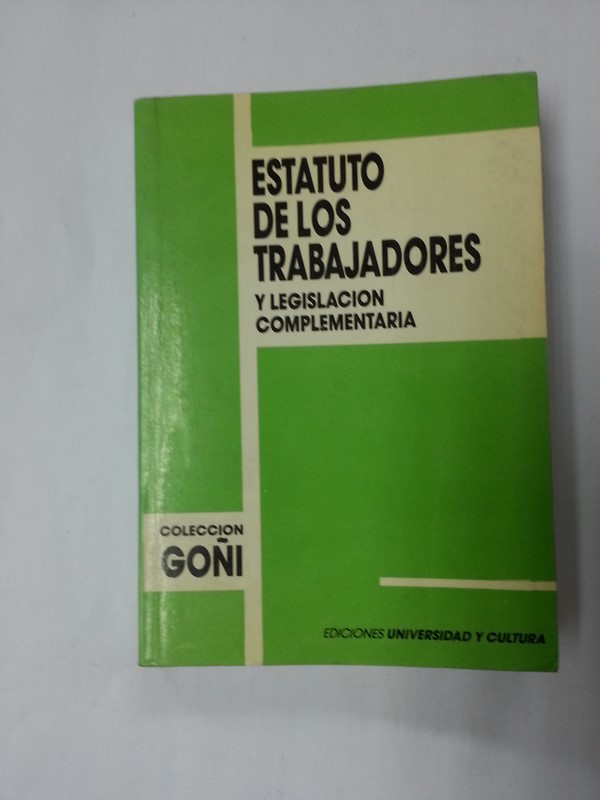 ESTATUTO
DE LOS
TRABAJADORES
Y LEGISLACION
COMPLEMENTARIA
COLECCION
GOÑI
EDICIONES UNIVERSIDAD Y CULTURA